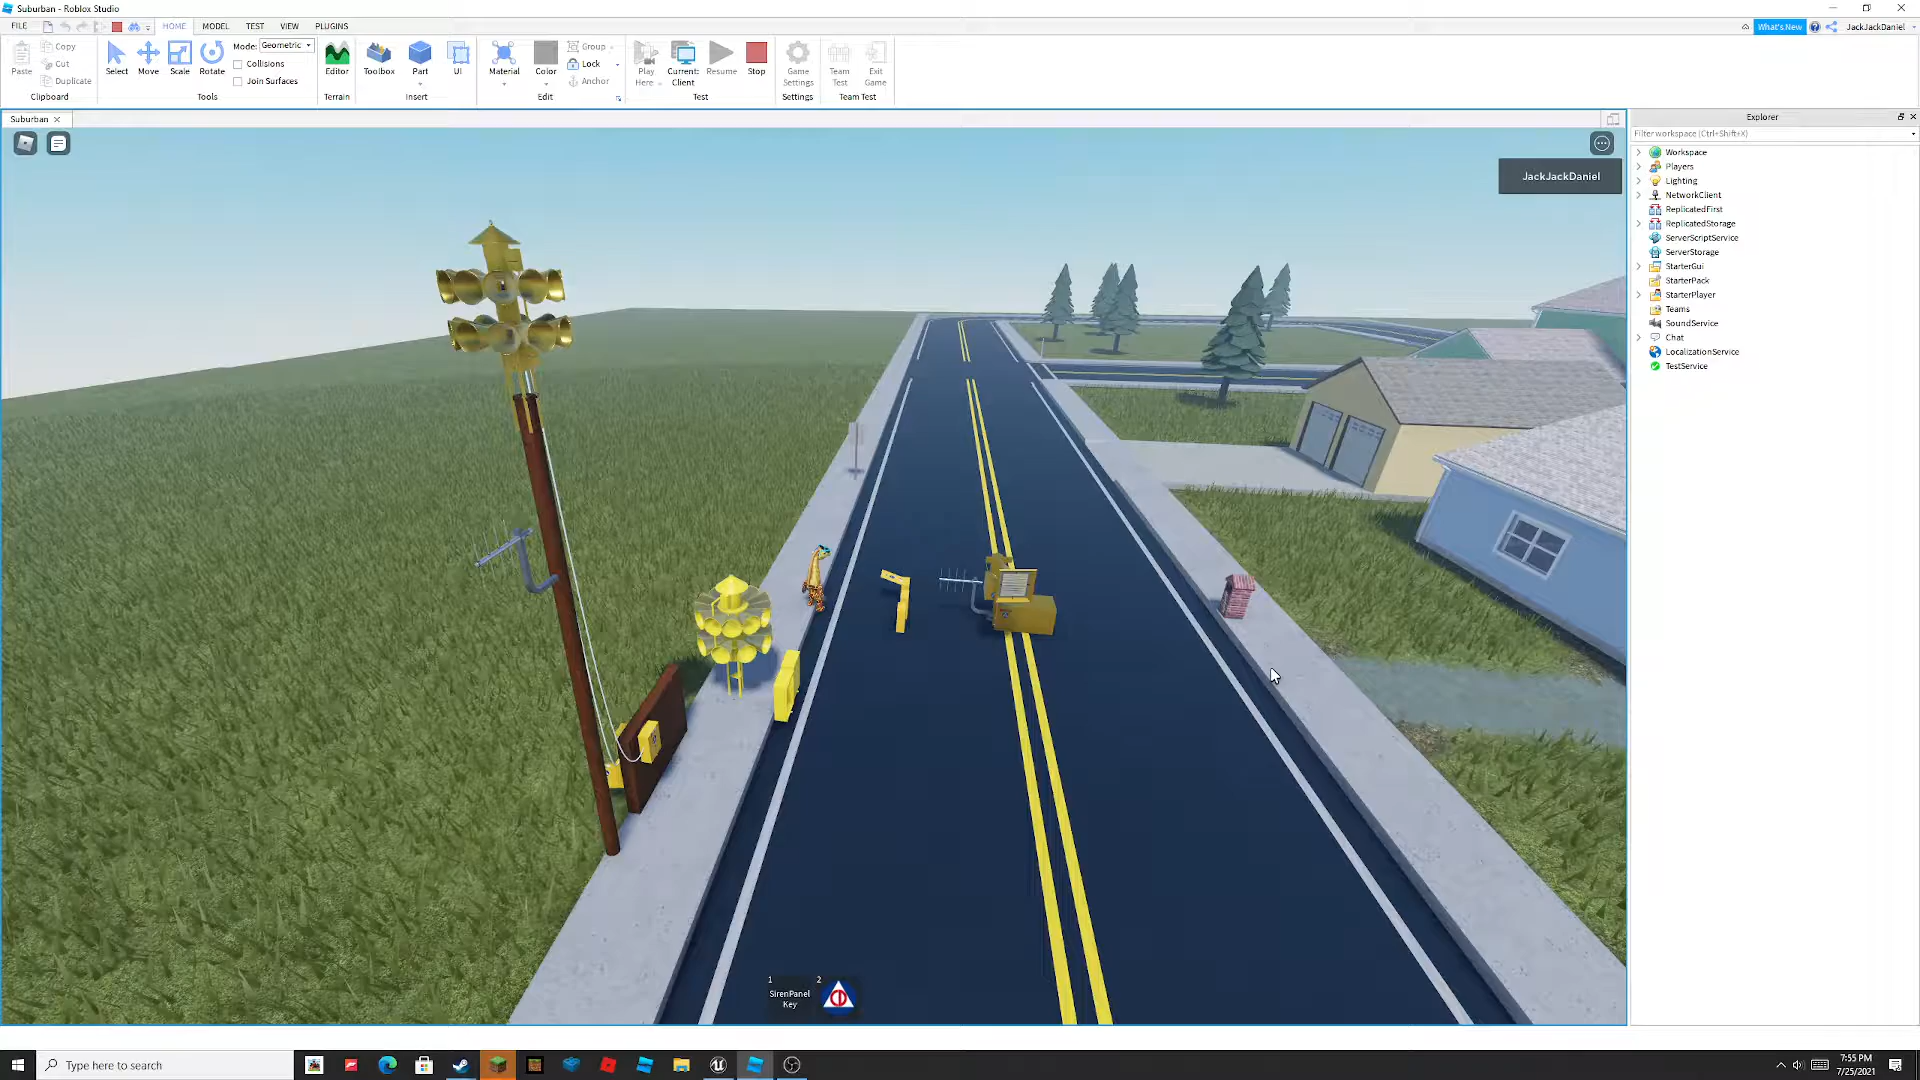 Suburban - Roblox Studio
FILE HOME MODEL TEST VIEW PLUGINS What's New JackJackDaniel
Paste Copy Cut Duplicate Clipboard
Select Move Scale Rotate Mode: Geometric Collisions Join Surfaces Tools
Editor Terrain
Toolbox Part UI Insert
Material Color Group Lock Anchor Edit
Play Here Current: Client Resume Stop Test
Game Settings Settings
Team Test Exit Game Team Test
Suburban
Explorer
Filter workspace (Ctrl+Shift+X)
JackJackDaniel
Workspace
Players
Lighting
NetworkClient
ReplicatedFirst
ReplicatedStorage
ServerScriptService
ServerStorage
StarterGui
StarterPack
StarterPlayer
Teams
SoundService
Chat
LocalizationService
TestService
1 2
SirenPanel
Key
Type here to search
7:55 PM
7/25/2021